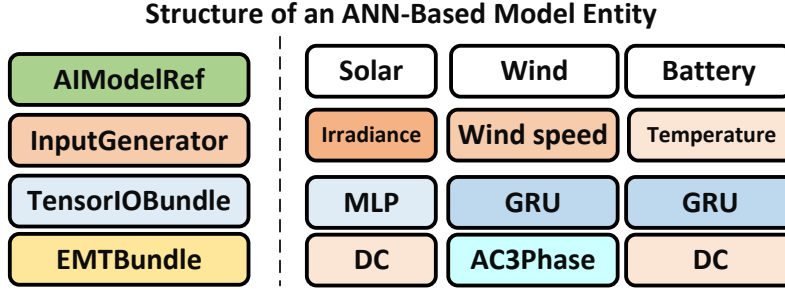 Structure of an ANN-Based Model Entity
AIModelRef
InputGenerator
TensorIOBundle
EMTBundle
Solar Wind Battery
Irradiance Wind speed Temperature
MLP GRU GRU
DC AC3Phase DC